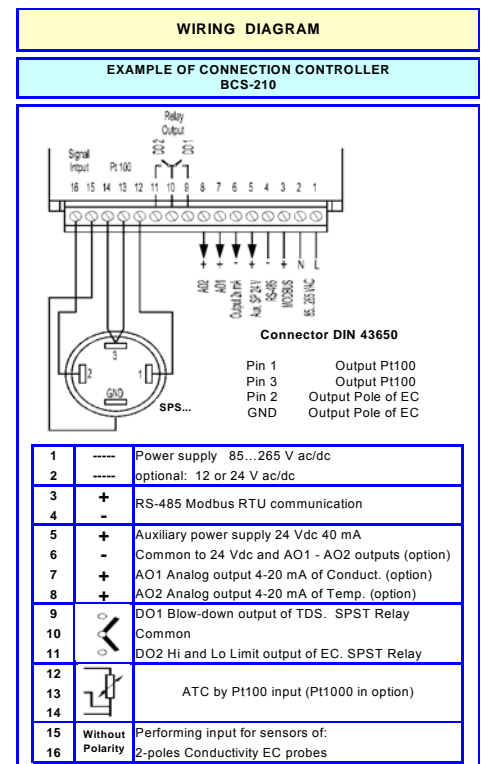 WIRING DIAGRAM
EXAMPLE OF CONNECTION CONTROLLER
BCS-210
Relay
Output
DO 2
DO 1
Signal
Intput
Pt 100
16 15 14 13 12 11 10 9 8 7 6 5 4 3 2 1
+ + - + - + N L
AO2
AO1
Output 2x mA
Aux. SP 24 V
RS-485
MODBUS
85..265 VAC
3
2
1
GND
SPS...
Connector DIN 43650
Pin 1 Output Pt100
Pin 3 Output Pt100
Pin 2 Output Pole of EC
GND Output Pole of EC
1 ----- Power supply 85...265 V ac/dc
2 ----- optional: 12 or 24 V ac/dc
3 +
RS-485 Modbus RTU communication
4 -
5 + Auxiliary power supply 24 Vdc 40 mA
6 - Common to 24 Vdc and AO1 - AO2 outputs (option)
7 + AO1 Analog output 4-20 mA of Conduct. (option)
8 + AO2 Analog output 4-20 mA of Temp. (option)
9 DO1 Blow-down output of TDS. SPST Relay
10 Common
11 DO2 Hi and Lo Limit output of EC. SPST Relay
12
13 ATC by Pt100 input (Pt1000 in option)
14
15 Without Performing input for sensors of:
16 Polarity 2-poles Conductivity EC probes